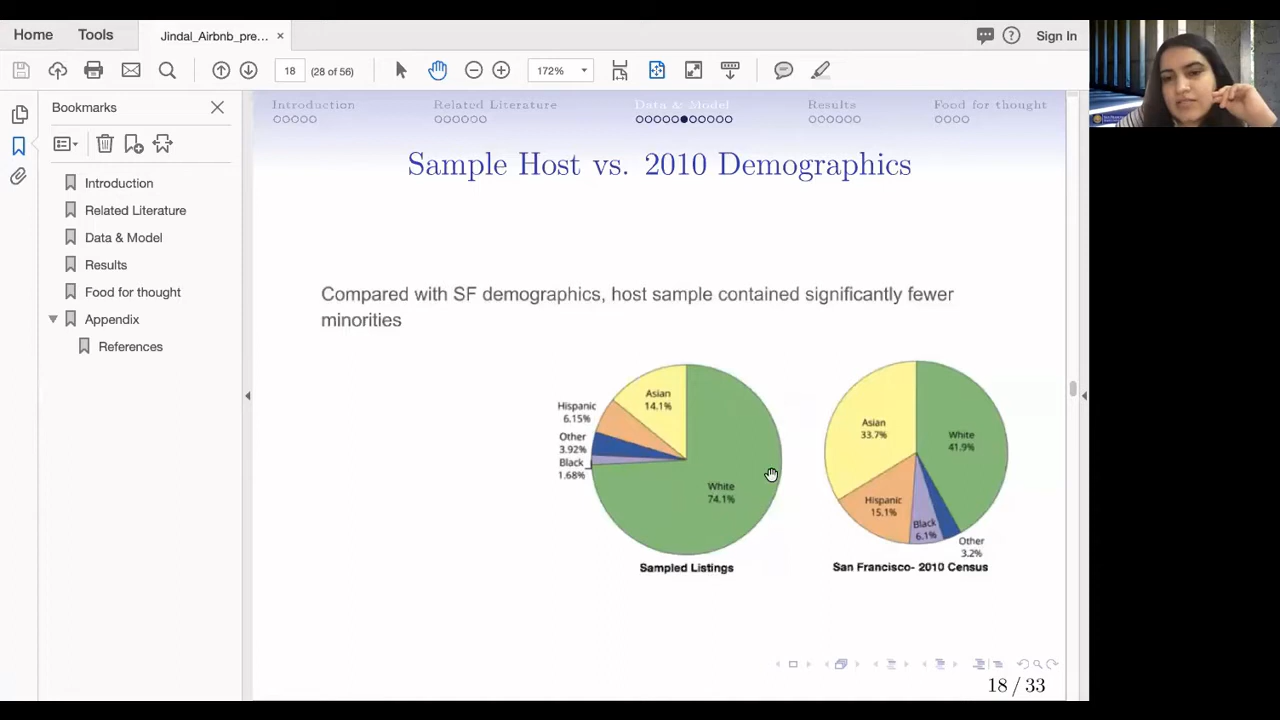 Home
Tools
Jindal_Airbnb_pre...
×
Sign In
18
(28 of 56)
172%
Bookmarks
Introduction
Related Literature
Data & Model
Results
Food for thought
Appendix
References
Introduction
Related Literature
Data & Model
Results
Food for thought
Sample Host vs. 2010 Demographics
Compared with SF demographics, host sample contained significantly fewer
minorities
Asian
14.1%
Hispanic
6.15%
Other
3.92%
Black
1.68%
White
74.1%
Sampled Listings
Asian
33.7%
White
41.9%
Hispanic
15.1%
Black
6.1%
Other
3.2%
San Francisco- 2010 Census
18 / 33